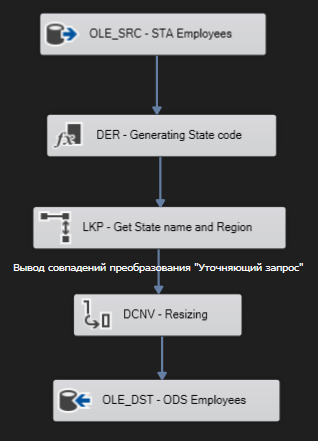 OLE_SRC - STA Employees
fx DER - Generating State code
LKP - Get State name and Region
Вывод совпадений преобразования "Уточняющий запрос"
DCNV - Resizing
OLE_DST - ODS Employees